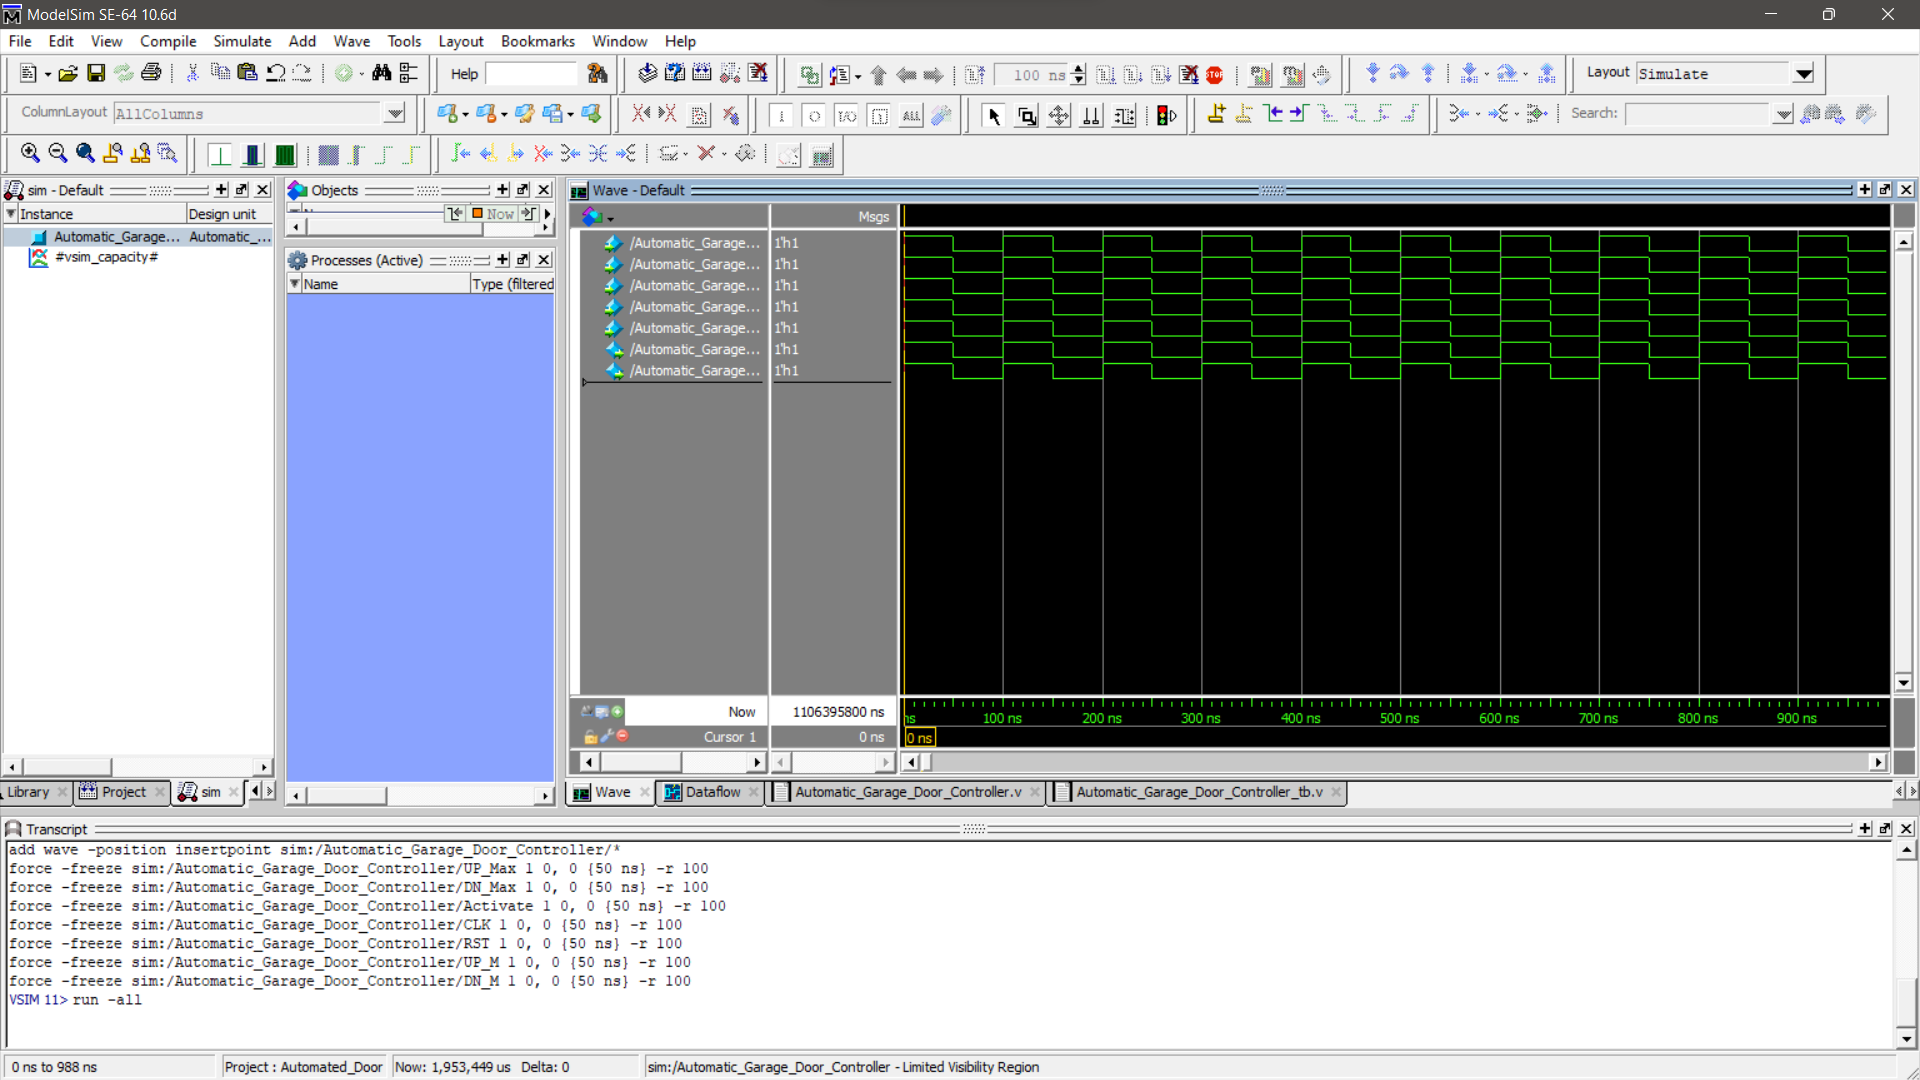 ModelSim SE-64 10.6d
File Edit View Compile Simulate Add Wave Tools Layout Bookmarks Window Help
Help
100 ns
STOP
Layout Simulate
ColumnLayout AllColumns
I/O
ALL
Search:
sim - Default
Objects
Wave - Default
Instance Design unit
Now
Msgs
Automatic_Garage... Automatic_...
#vsim_capacity#
Processes (Active)
Name Type (filtered
/Automatic_Garage... 1'h1
/Automatic_Garage... 1'h1
/Automatic_Garage... 1'h1
/Automatic_Garage... 1'h1
/Automatic_Garage... 1'h1
/Automatic_Garage... 1'h1
/Automatic_Garage... 1'h1
Now 1106395800 ns
ns 100 ns 200 ns 300 ns 400 ns 500 ns 600 ns 700 ns 800 ns 900 ns
Cursor 1 0 ns
0 ns
Library Project sim
Wave Dataflow Automatic_Garage_Door_Controller.v Automatic_Garage_Door_Controller_tb.v
Transcript
add wave -position insertpoint sim:/Automatic_Garage_Door_Controller/*
force -freeze sim:/Automatic_Garage_Door_Controller/UP_Max 1 0, 0 {50 ns} -r 100
force -freeze sim:/Automatic_Garage_Door_Controller/DN_Max 1 0, 0 {50 ns} -r 100
force -freeze sim:/Automatic_Garage_Door_Controller/Activate 1 0, 0 {50 ns} -r 100
force -freeze sim:/Automatic_Garage_Door_Controller/CLK 1 0, 0 {50 ns} -r 100
force -freeze sim:/Automatic_Garage_Door_Controller/RST 1 0, 0 {50 ns} -r 100
force -freeze sim:/Automatic_Garage_Door_Controller/UP_M 1 0, 0 {50 ns} -r 100
force -freeze sim:/Automatic_Garage_Door_Controller/DN_M 1 0, 0 {50 ns} -r 100
VSIM 11> run -all
0 ns to 988 ns
Project : Automated_Door
Now: 1,953,449 us Delta: 0
sim:/Automatic_Garage_Door_Controller - Limited Visibility Region